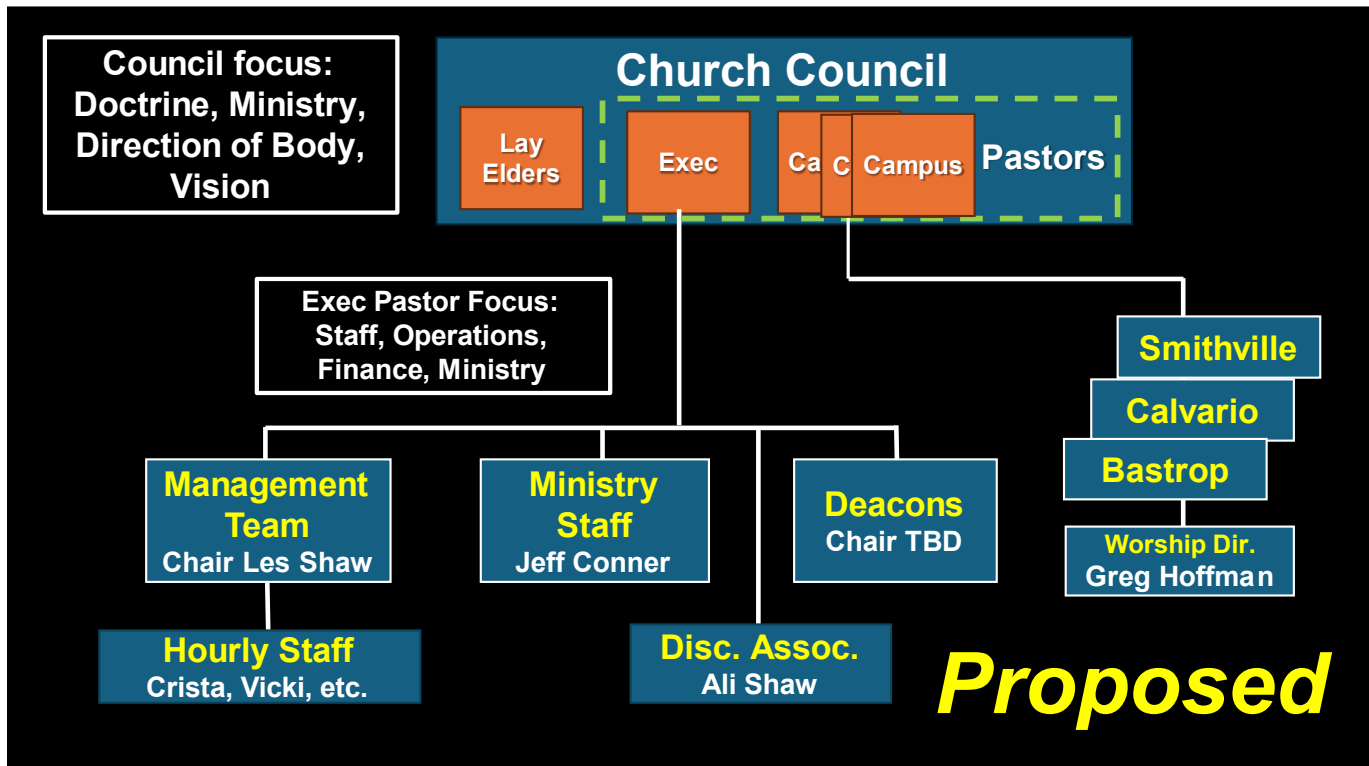 Council focus:
Doctrine, Ministry,
Direction of Body,
Vision
Church Council
Lay
Elders
Exec
Ca
C
Campus
Pastors
Exec Pastor Focus:
Staff, Operations,
Finance, Ministry
Smithville
Calvario
Bastrop
Worship Dir.
Greg Hoffman
Management
Team
Chair Les Shaw
Ministry
Staff
Jeff Conner
Deacons
Chair TBD
Hourly Staff
Crista, Vicki, etc.
Disc. Assoc.
Ali Shaw
Proposed